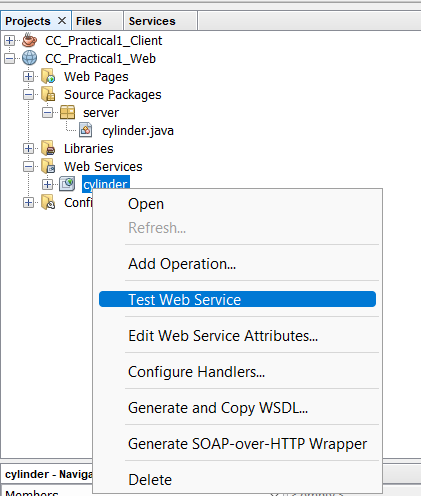 Projects × Files Services
CC_Practical1_Client
CC_Practical1_Web
Web Pages
Source Packages
server
cylinder.java
Libraries
Web Services
cylinder
Confi
Open
Refresh...
Add Operation...
Test Web Service
Edit Web Service Attributes...
Configure Handlers...
Generate and Copy WSDL...
Generate SOAP-over-HTTP Wrapper
Delete
cylinder - Naviga
Members